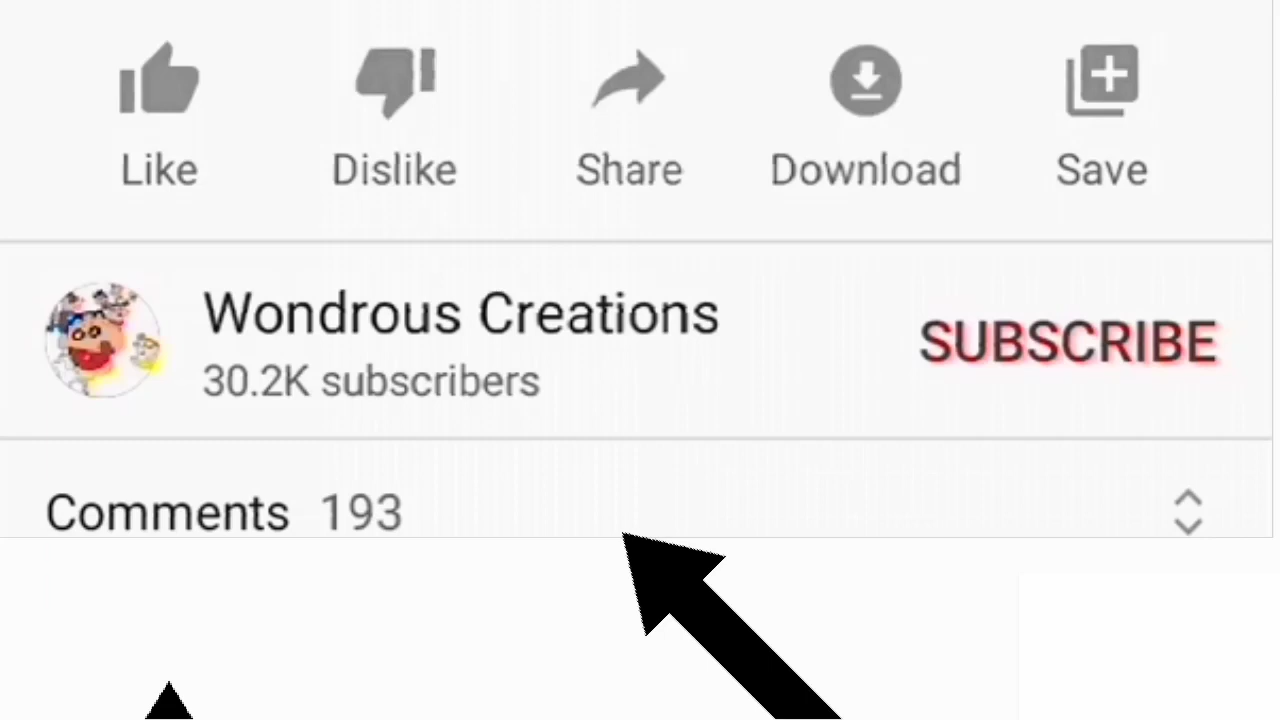 Like Dislike Share Download Save
Wondrous Creations
SUBSCRIBE
30.2K subscribers
Comments 193